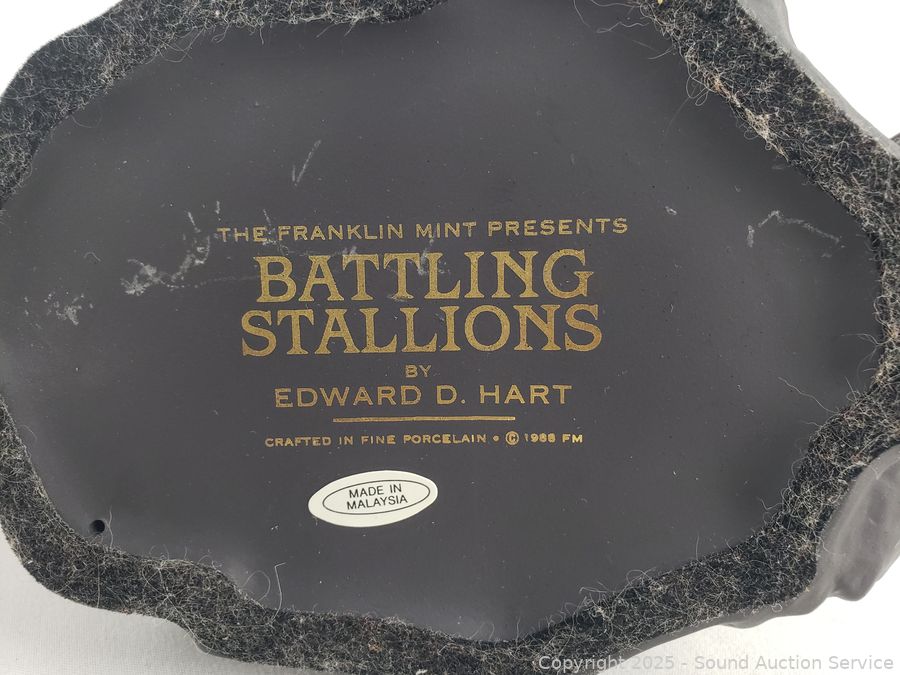 THE FRANKLIN MINT PRESENTS
BATTLING
STALLIONS
BY
EDWARD D. HART
CRAFTED IN FINE PORCELAIN • © 1988 FM
MADE IN
MALAYSIA
Copyright 2025 - Sound Auction Service